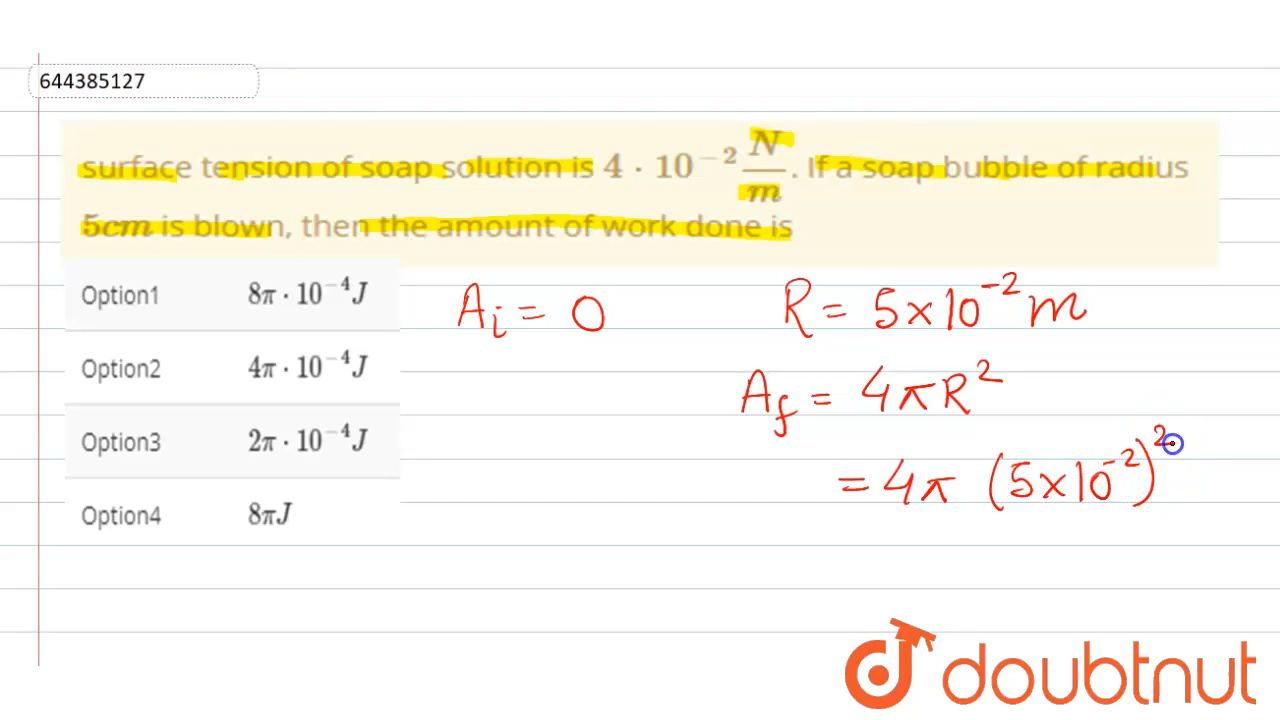 644385127
surface tension of soap solution is 4 · 10⁻² N/m. If a soap bubble of radius
5cm is blown, then the amount of work done is
Option1 8π · 10⁻⁴J
Option2 4π · 10⁻⁴J
Option3 2π · 10⁻⁴J
Option4 8πJ
Aᵢ = 0
R = 5×10⁻² m
A_f = 4πR²
= 4π (5×10⁻²)²
doubtnut